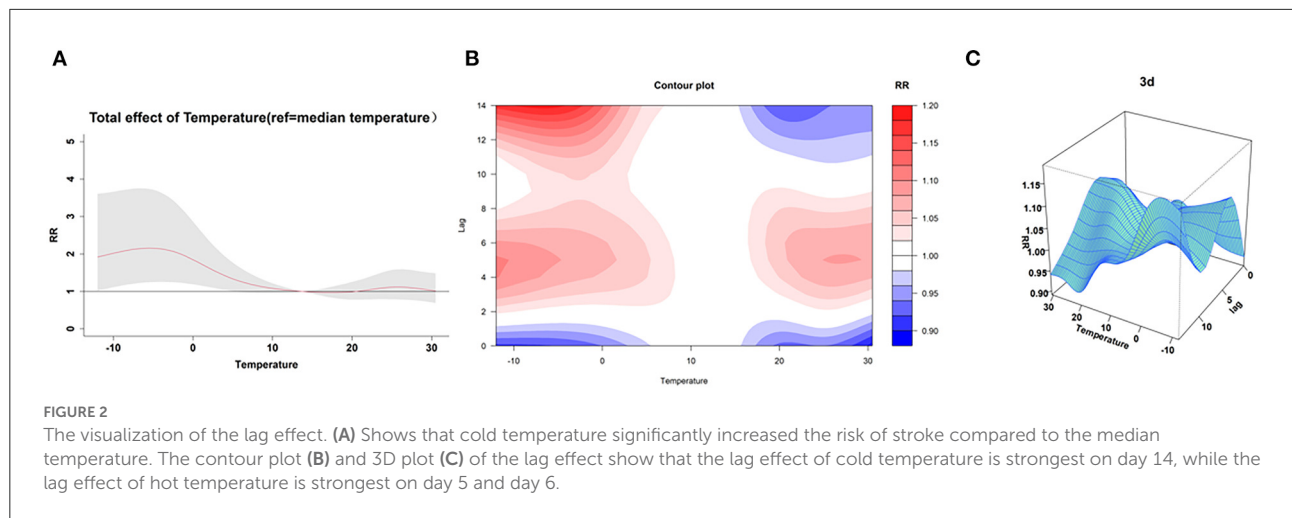 A
Total effect of Temperature(ref=median temperature）
RR
5
4
3
2
1
0
-10 0 10 20 30
Temperature
B
Contour plot
Lag
14
12
10
8
6
4
2
0
-10 0 10 20 30
Temperature
RR
1.20
1.15
1.10
1.05
1.00
0.95
0.90
C
3d
RR
1.15
1.10
1.05
1.00
0.95
0.90
30
20
10
0
-10
Temperature
10
5
0
lag
FIGURE 2
The visualization of the lag effect. (A) Shows that cold temperature significantly increased the risk of stroke compared to the median
temperature. The contour plot (B) and 3D plot (C) of the lag effect show that the lag effect of cold temperature is strongest on day 14, while the
lag effect of hot temperature is strongest on day 5 and day 6.